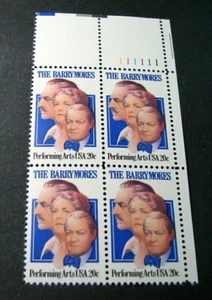 111111
THE BARRYMORES THE BARRYMORES
Performing Arts USA 20c Performing Arts USA 20c
THE BARRYMORES THE BARRYMORES
Performing Arts USA 20c Performing Arts USA 20c